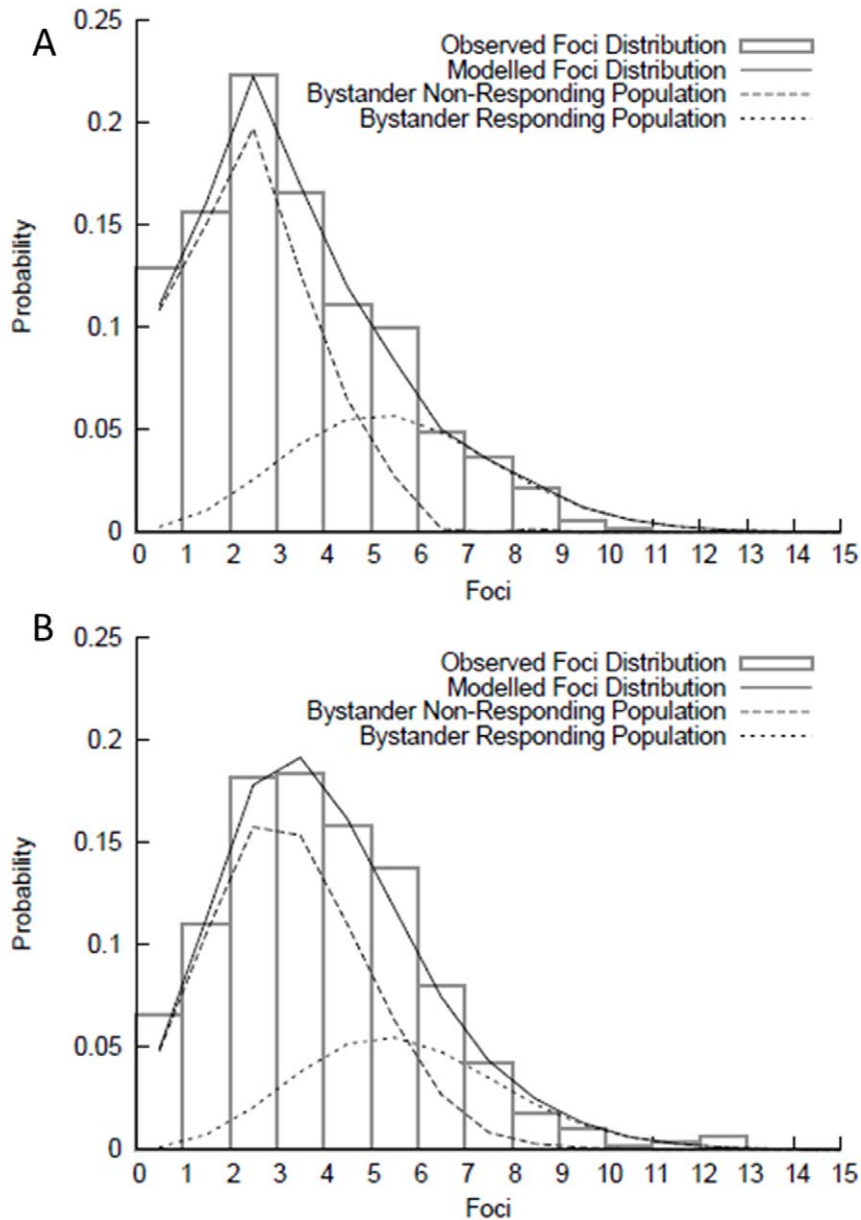 A
0.25
0.2
0.15
0.1
0.05
0
Probability
Observed Foci Distribution
Modelled Foci Distribution
Bystander Non-Responding Population
Bystander Responding Population
0 1 2 3 4 5 6 7 8 9 10 11 12 13 14 15
Foci
B
0.25
0.2
0.15
0.1
0.05
0
Probability
Observed Foci Distribution
Modelled Foci Distribution
Bystander Non-Responding Population
Bystander Responding Population
0 1 2 3 4 5 6 7 8 9 10 11 12 13 14 15
Foci